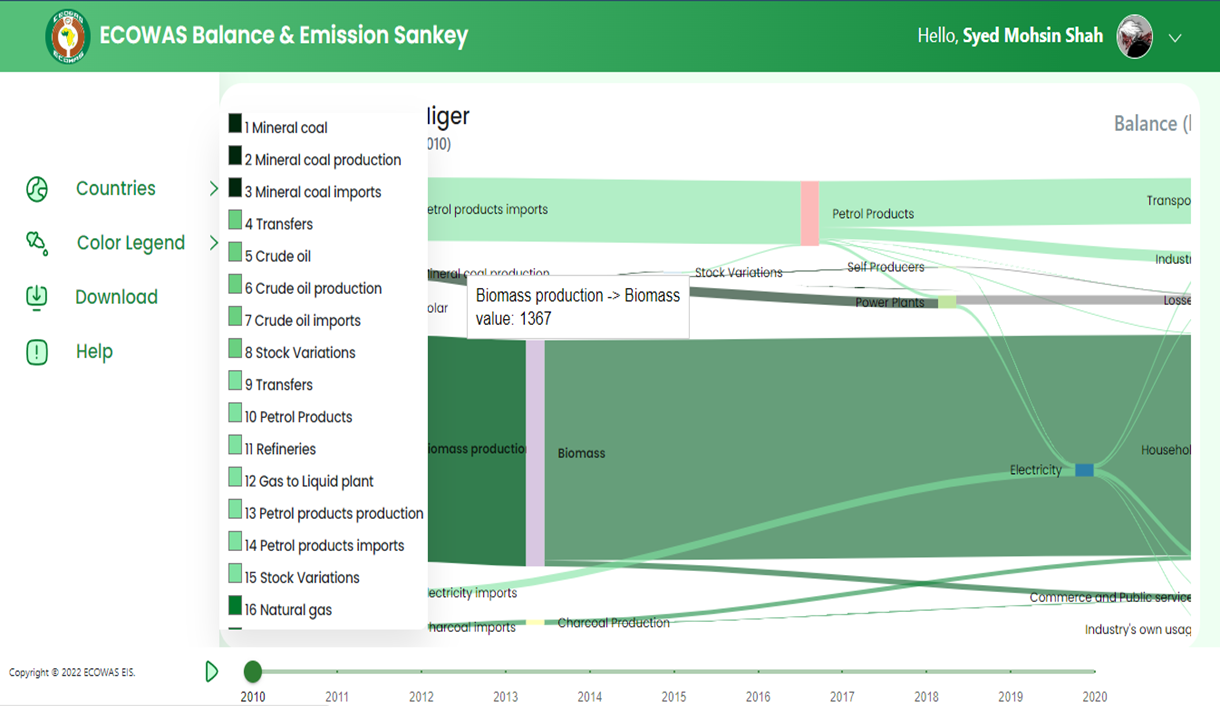 ECOWAS Balance & Emission Sankey
Hello, Syed Mohsin Shah
Countries
Color Legend
Download
Help
1 Mineral coal
2 Mineral coal production
3 Mineral coal imports
4 Transfers
5 Crude oil
6 Crude oil production
7 Crude oil imports
8 Stock Variations
9 Transfers
10 Petrol Products
11 Refineries
12 Gas to Liquid plant
13 Petrol products production
14 Petrol products imports
15 Stock Variations
16 Natural gas
liger
010)
Balance (
etrol products imports
Petrol Products
Transpo
Industri
lineral coal production
Stock Variations
Self Producers
Biomass production -> Biomass
value: 1367
olar
Power Plants
Losse
iomass production
Biomass
Househol
Electricity
lectricity imports
Commerce and Public service
harcoal imports
Charcoal Production
Industry's own usag
Copyright © 2022 ECOWAS EIS.
2010 2011 2012 2013 2014 2015 2016 2017 2018 2019 2020